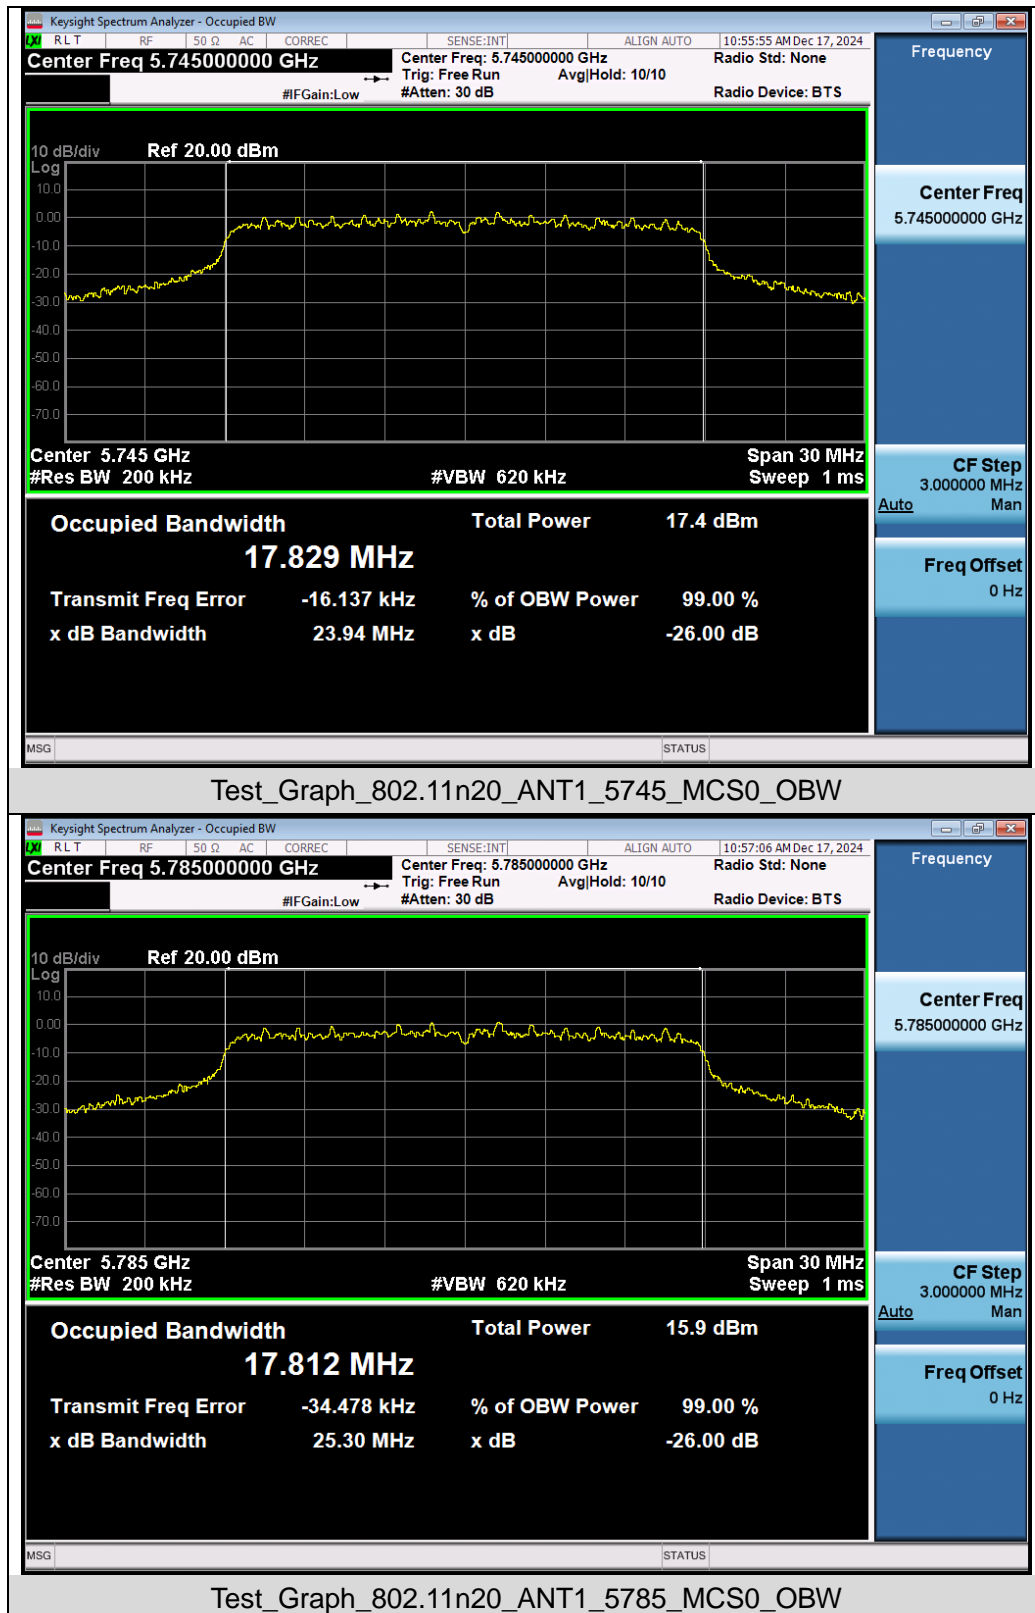 Keysight Spectrum Analyzer - Occupied BW
LXI RLT RF 50 Ω AC CORREC SENSE:INT ALIGN AUTO 10:55:55 AM Dec 17, 2024
Center Freq 5.745000000 GHz Center Freq: 5.745000000 GHz Radio Std: None
Trig: Free Run Avg|Hold: 10/10
#IFGain:Low #Atten: 30 dB Radio Device: BTS
Frequency
10 dB/div Ref 20.00 dBm
Log
10.0
0.00
-10.0
-20.0
-30.0
-40.0
-50.0
-60.0
-70.0
Center 5.745 GHz Span 30 MHz
#Res BW 200 kHz #VBW 620 kHz Sweep 1 ms
Center Freq
5.745000000 GHz
CF Step
3.000000 MHz
Auto Man
Freq Offset
0 Hz
Occupied Bandwidth Total Power 17.4 dBm
17.829 MHz
Transmit Freq Error -16.137 kHz % of OBW Power 99.00 %
x dB Bandwidth 23.94 MHz x dB -26.00 dB
MSG STATUS
Test_Graph_802.11n20_ANT1_5745_MCS0_OBW
Keysight Spectrum Analyzer - Occupied BW
LXI RLT RF 50 Ω AC CORREC SENSE:INT ALIGN AUTO 10:57:06 AM Dec 17, 2024
Center Freq 5.785000000 GHz Center Freq: 5.785000000 GHz Radio Std: None
Trig: Free Run Avg|Hold: 10/10
#IFGain:Low #Atten: 30 dB Radio Device: BTS
Frequency
10 dB/div Ref 20.00 dBm
Log
10.0
0.00
-10.0
-20.0
-30.0
-40.0
-50.0
-60.0
-70.0
Center 5.785 GHz Span 30 MHz
#Res BW 200 kHz #VBW 620 kHz Sweep 1 ms
Center Freq
5.785000000 GHz
CF Step
3.000000 MHz
Auto Man
Freq Offset
0 Hz
Occupied Bandwidth Total Power 15.9 dBm
17.812 MHz
Transmit Freq Error -34.478 kHz % of OBW Power 99.00 %
x dB Bandwidth 25.30 MHz x dB -26.00 dB
MSG STATUS
Test_Graph_802.11n20_ANT1_5785_MCS0_OBW